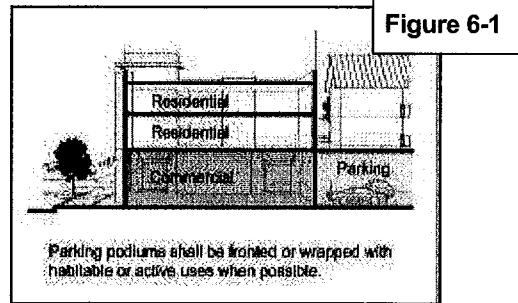 Figure 6-1
Residential
Residential
Commercial
Parking
Parking podiums shall be fronted or wrapped with
habitable or active uses when possible.